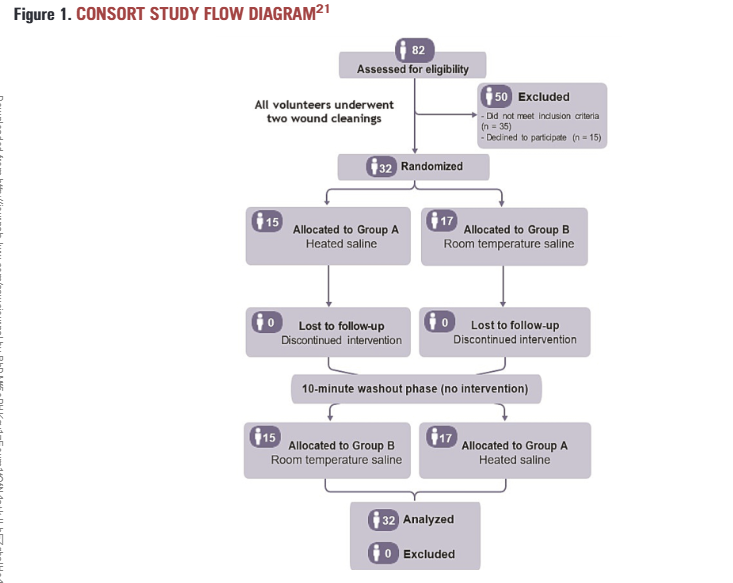 Figure 1. CONSORT STUDY FLOW DIAGRAM21
82
Assessed for eligibility
All volunteers underwent
two wound cleanings
50 Excluded
- Did not meet inclusion criteria
(n = 35)
- Declined to participate (n = 15)
32 Randomized
15
Allocated to Group A
Heated saline
17
Allocated to Group B
Room temperature saline
0
Lost to follow-up
Discontinued intervention
0
Lost to follow-up
Discontinued intervention
10-minute washout phase (no intervention)
15
Allocated to Group B
Room temperature saline
17
Allocated to Group A
Heated saline
32 Analyzed
0 Excluded